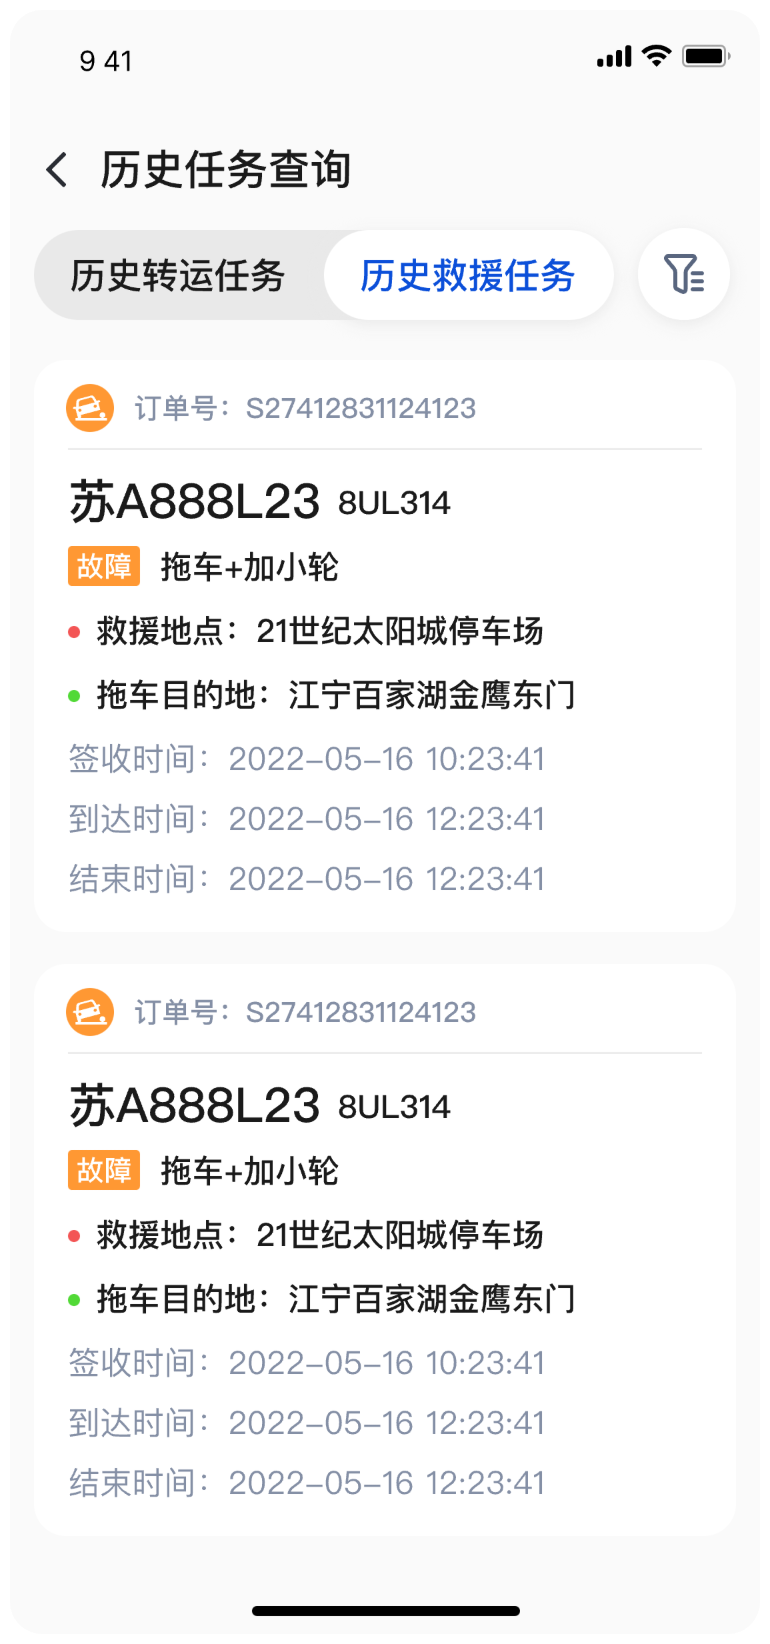 9 41
历史任务查询
历史转运任务 历史救援任务
订单号：S27412831124123
苏A888L23 8UL314
故障 拖车+加小轮
救援地点：21世纪太阳城停车场
拖车目的地：江宁百家湖金鹰东门
签收时间：2022-05-16 10:23:41
到达时间：2022-05-16 12:23:41
结束时间：2022-05-16 12:23:41
订单号：S27412831124123
苏A888L23 8UL314
故障 拖车+加小轮
救援地点：21世纪太阳城停车场
拖车目的地：江宁百家湖金鹰东门
签收时间：2022-05-16 10:23:41
到达时间：2022-05-16 12:23:41
结束时间：2022-05-16 12:23:41